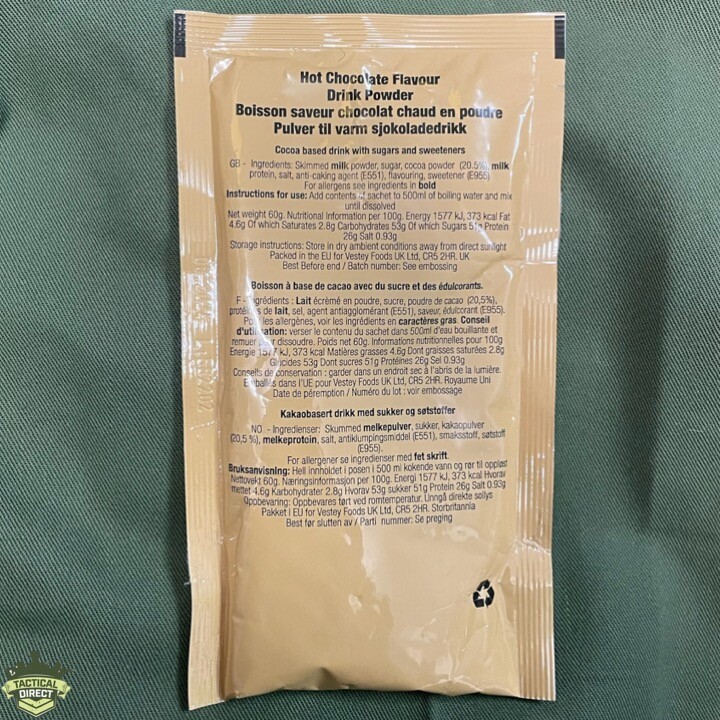 Hot Chocolate Flavour
Drink Powder
Boisson saveur chocolat chaud en poudre
Pulver til varm sjokoladedrikk
Cocoa based drink with sugars and sweeteners
GB - Ingredients: Skimmed milk powder, sugar, cocoa powder (20.5%), milk
protein, salt, anti-caking agent (E551), flavouring, sweetener (E955)
For allergens see ingredients in bold
Instructions for use: Add contents of sachet to 500ml of boiling water and mix
until dissolved
Net weight 60g. Nutritional Information per 100g. Energy 1577 kJ, 373 kcal Fat
4.6g Of which Saturates 2.8g Carbohydrates 53g Of which Sugars 51g Protein
26g Salt 0.93g
Storage instructions: Store in dry ambient conditions away from direct sunlight
Packed in the EU for Vestey Foods UK Ltd, CR5 2HR. UK
Best Before end / Batch number: See embossing
Boisson à base de cacao avec du sucre et des édulcorants.
F - Ingrédients : Lait écrèmé en poudre, sucre, poudre de cacao (20,5%),
protéines de lait, sel, agent antiagglomérant (E551), saveur, édulcorant (E955).
Pour les allergènes, voir les ingrédients en caractères gras. Conseil
d'utilisation: verser le contenu du sachet dans 500ml d'eau bouillante et
remuer pour dissoudre. Poids net 60g. Informations nutritionnelles pour 100g
Energie 1577 kJ, 373 kcal Matières grasses 4.6g Dont graisses saturées 2.8g
Glucides 53g Dont sucres 51g Protéines 26g Sel 0.93g
Conseils de conservation : garder dans un endroit sec à l'abris de la lumière.
Emballés dans l'UE pour Vestey Foods UK Ltd, CR5 2HR. Royaume Uni
Date de péremption / Numéro du lot : voir embossage
Kakaobasert drikk med sukker og søtstoffer
NO - Ingredienser: Skummed melkepulver, sukker, kakaopulver
(20,5 %), melkeprotein, salt, antiklumpingsmiddel (E551), smaksstoff, søtstoff
(E955).
For allergener se ingredienser med fet skrift.
Bruksanvisning: Hell innholdet i posen i 500 ml kokende vann og rør til oppløst
Nettovekt 60g. Næringsinformasjon per 100g. Energi 1577 kJ, 373 kcal Hvorav
mettet 4.6g Karbohydrater 2.8g Hvorav 53g sukker 51g Protein 26g Salt 0.93g
Oppbevaring: Oppbevares tørt ved romtemperatur. Unngå direkte sollys
Pakket i EU for Vestey Foods UK Ltd, CR5 2HR. Storbritannia
Best før slutten av / Parti nummer: Se preging
TACTICAL
DIRECT